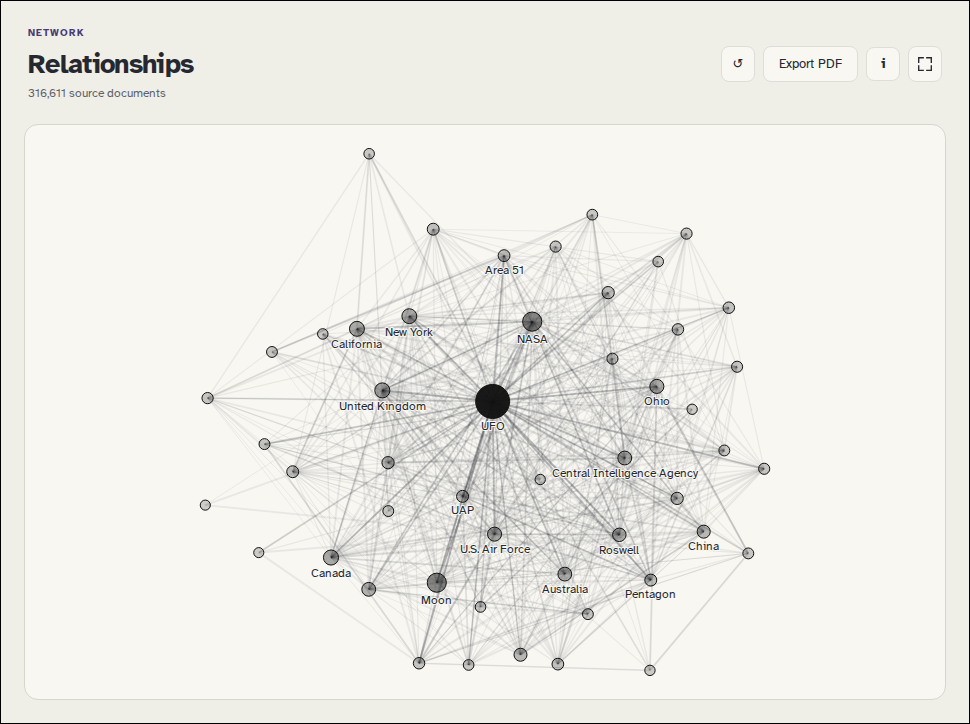 NETWORK
Relationships
316,611 source documents
↺
Export PDF
i
Area 51
New York
California
NASA
United Kingdom
Ohio
UFO
Central Intelligence Agency
UAP
U.S. Air Force
Roswell
China
Canada
Australia
Pentagon
Moon